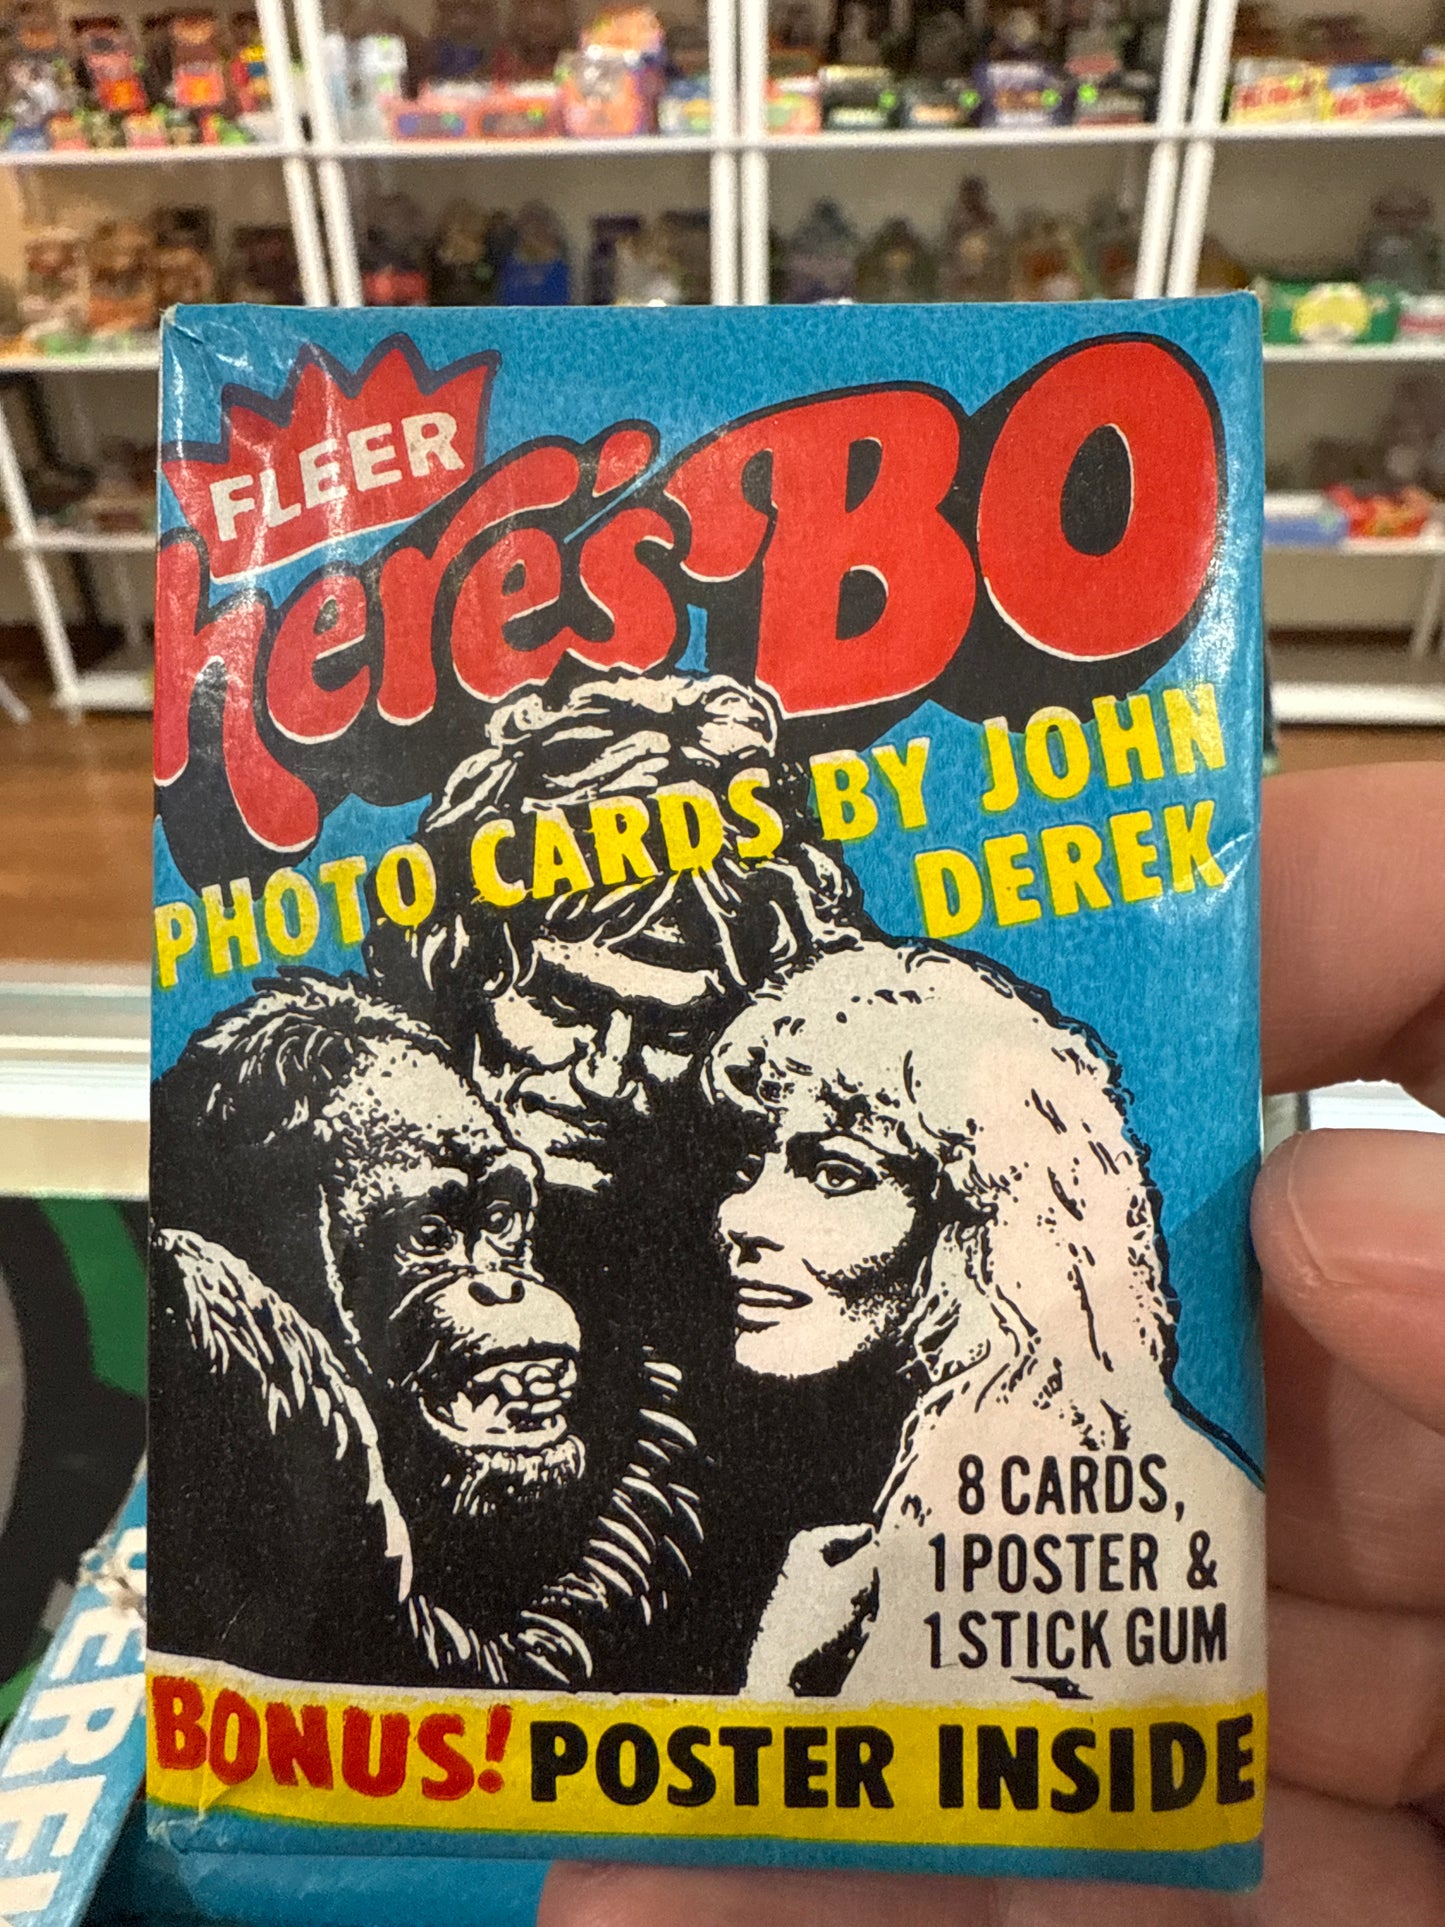 FLEER
here's BO
PHOTO CARDS BY JOHN
DEREK
8 CARDS,
1 POSTER &
1 STICK GUM
BONUS! POSTER INSIDE